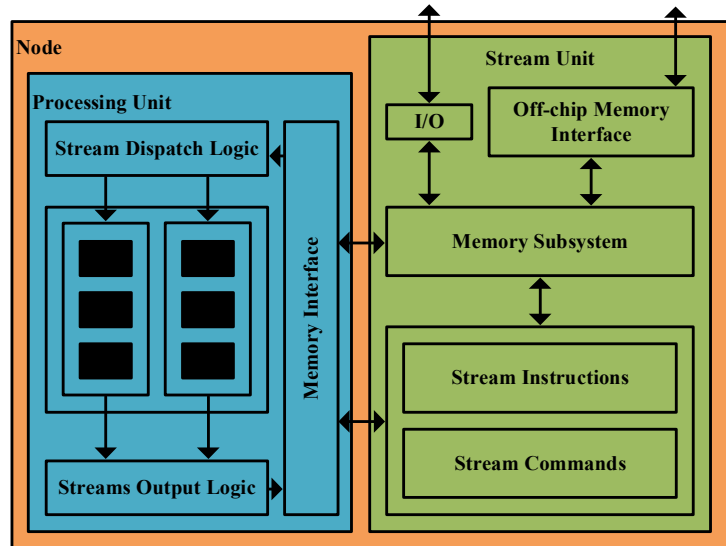 Node
Processing Unit
Stream Dispatch Logic
Streams Output Logic
Memory Interface
Stream Unit
I/O
Off-chip Memory
Interface
Memory Subsystem
Stream Instructions
Stream Commands